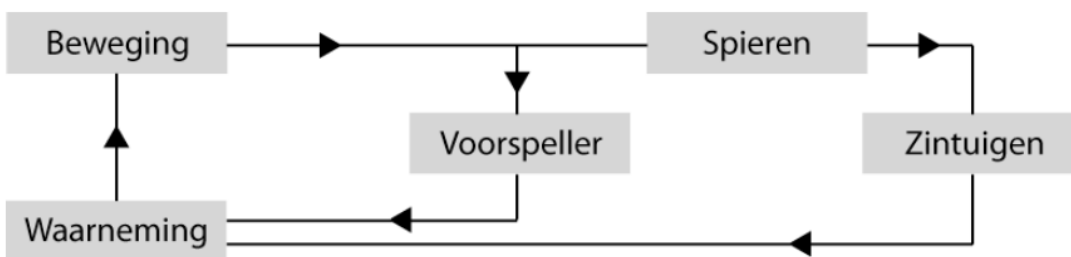 Beweging
Spieren
Voorspeller
Zintuigen
Waarneming